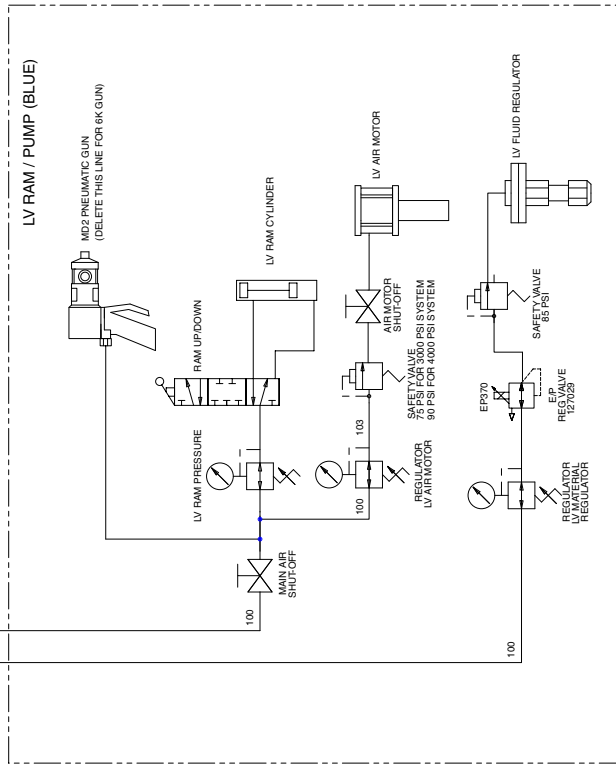 LV RAM / PUMP (BLUE)
MD2 PNEUMATIC GUN
(DELETE THIS LINE FOR 6K GUN)
RAM UP/DOWN
LV RAM CYLINDER
LV RAM PRESSURE
MAIN AIR
SHUT-OFF
100
LV AIR MOTOR
AIR MOTOR
SHUT-OFF
SAFETY VALVE
75 PSI FOR 3000 PSI SYSTEM
90 PSI FOR 4000 PSI SYSTEM
103
100
REGULATOR
LV AIR MOTOR
LV FLUID REGULATOR
SAFETY VALVE
85 PSI
EP370
E/P
REG VALVE
127029
REGULATOR
LV MATERIAL
REGULATOR
100